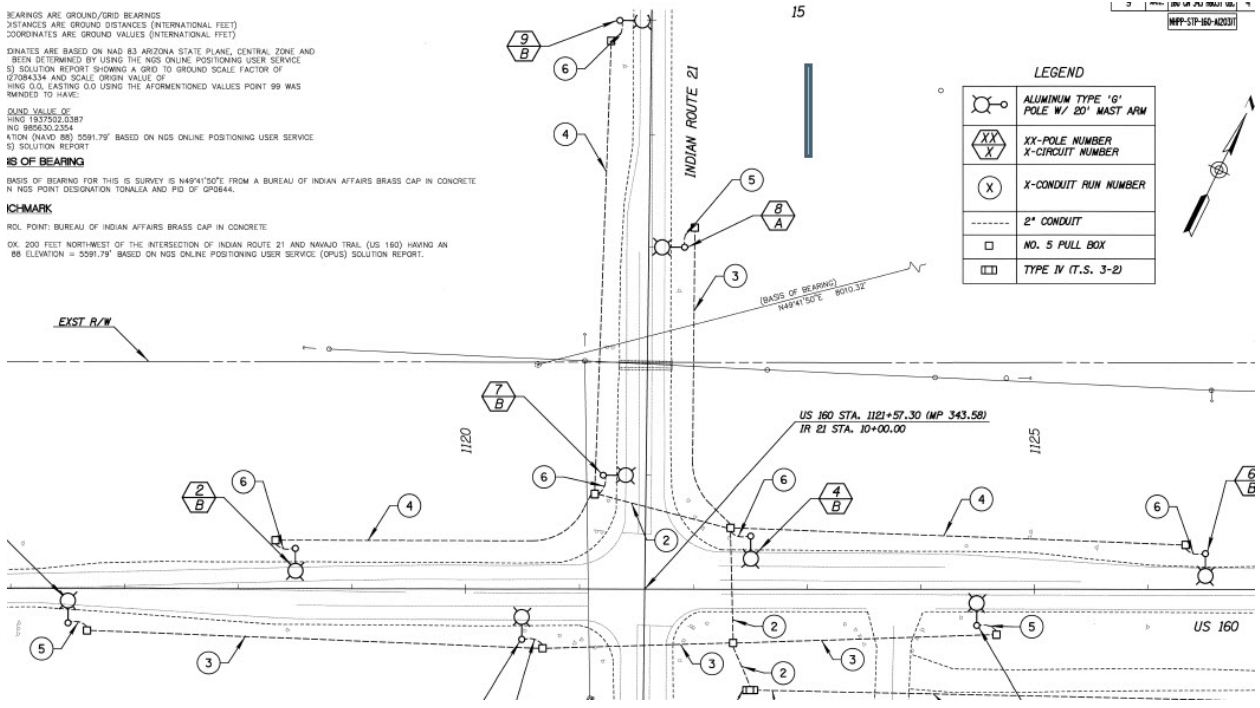 BEARINGS ARE GROUND/GRID BEARINGS
DISTANCES ARE GROUND DISTANCES (INTERNATIONAL FEET)
COORDINATES ARE GROUND VALUES (INTERNATIONAL FFET)
DINATES ARE BASED ON NAD 83 ARIZONA STATE PLANE, CENTRAL ZONE AND
BEEN DETERMINED BY USING THE NGS ONLINE POSITIONING USER SERVICE
S) SOLUTION REPORT SHOWING A GRID TO GROUND SCALE FACTOR OF
027084334 AND SCALE ORIGIN VALUE OF
HING 0.0, EASTING 0.0 USING THE AFORMENTIONED VALUES POINT 99 WAS
RMINDED TO HAVE:
OUND VALUE OF
HING 1937502.0387
NG 985630.2354
ATION (NAVD 88) 5591.79' BASED ON NGS ONLINE POSITIONING USER SERVICE
S) SOLUTION REPORT
IS OF BEARING
BASIS OF BEARING FOR THIS IS SURVEY IS N49°41'50"E FROM A BUREAU OF INDIAN AFFAIRS BRASS CAP IN CONCRETE
N NGS POINT DESIGNATION TONALEA AND PID OF GP0644.
CHMARK
ROL POINT: BUREAU OF INDIAN AFFAIRS BRASS CAP IN CONCRETE
OX. 200 FEET NORTHWEST OF THE INTERSECTION OF INDIAN ROUTE 21 AND NAVAJO TRAIL (US 160) HAVING AN
88 ELEVATION = 5591.79' BASED ON NGS ONLINE POSITIONING USER SERVICE (OPUS) SOLUTION REPORT.
15
NHPP-STP-160-A(203)T
LEGEND
ALUMINUM TYPE 'G'
POLE W/ 20' MAST ARM
XX
X
XX-POLE NUMBER
X-CIRCUIT NUMBER
X
X-CONDUIT RUN NUMBER
2" CONDUIT
NO. 5 PULL BOX
TYPE IV (T.S. 3-2)
9
B
6
4
INDIAN ROUTE 21
5
8
A
3
(BASIS OF BEARING)
N49°41'50"E 8010.32'
EXST R/W
7
B
US 160 STA. 1121+57.30 (MP 343.58)
IR 21 STA. 10+00.00
1120
1125
2
B
6
4
6
2
4
B
6
4
6
6
B
5
3
3
2
2
3
5
US 160